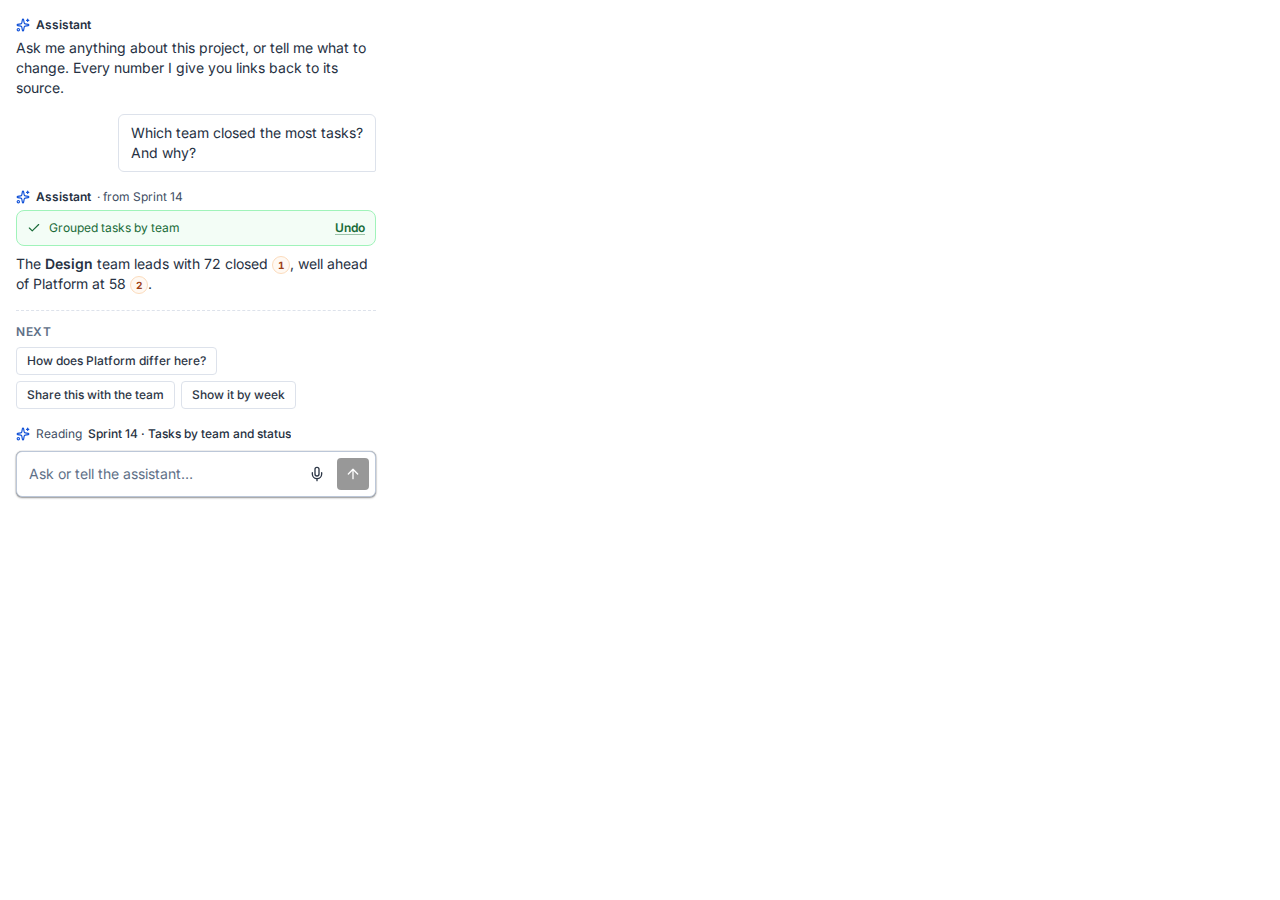 Assistant
Ask me anything about this project, or tell me what to
change. Every number I give you links back to its
source.
Which team closed the most tasks?
And why?
Assistant · from Sprint 14
Grouped tasks by team Undo
The Design team leads with 72 closed 1, well ahead
of Platform at 58 2.
NEXT
How does Platform differ here?
Share this with the team Show it by week
Reading Sprint 14 · Tasks by team and status
Ask or tell the assistant...